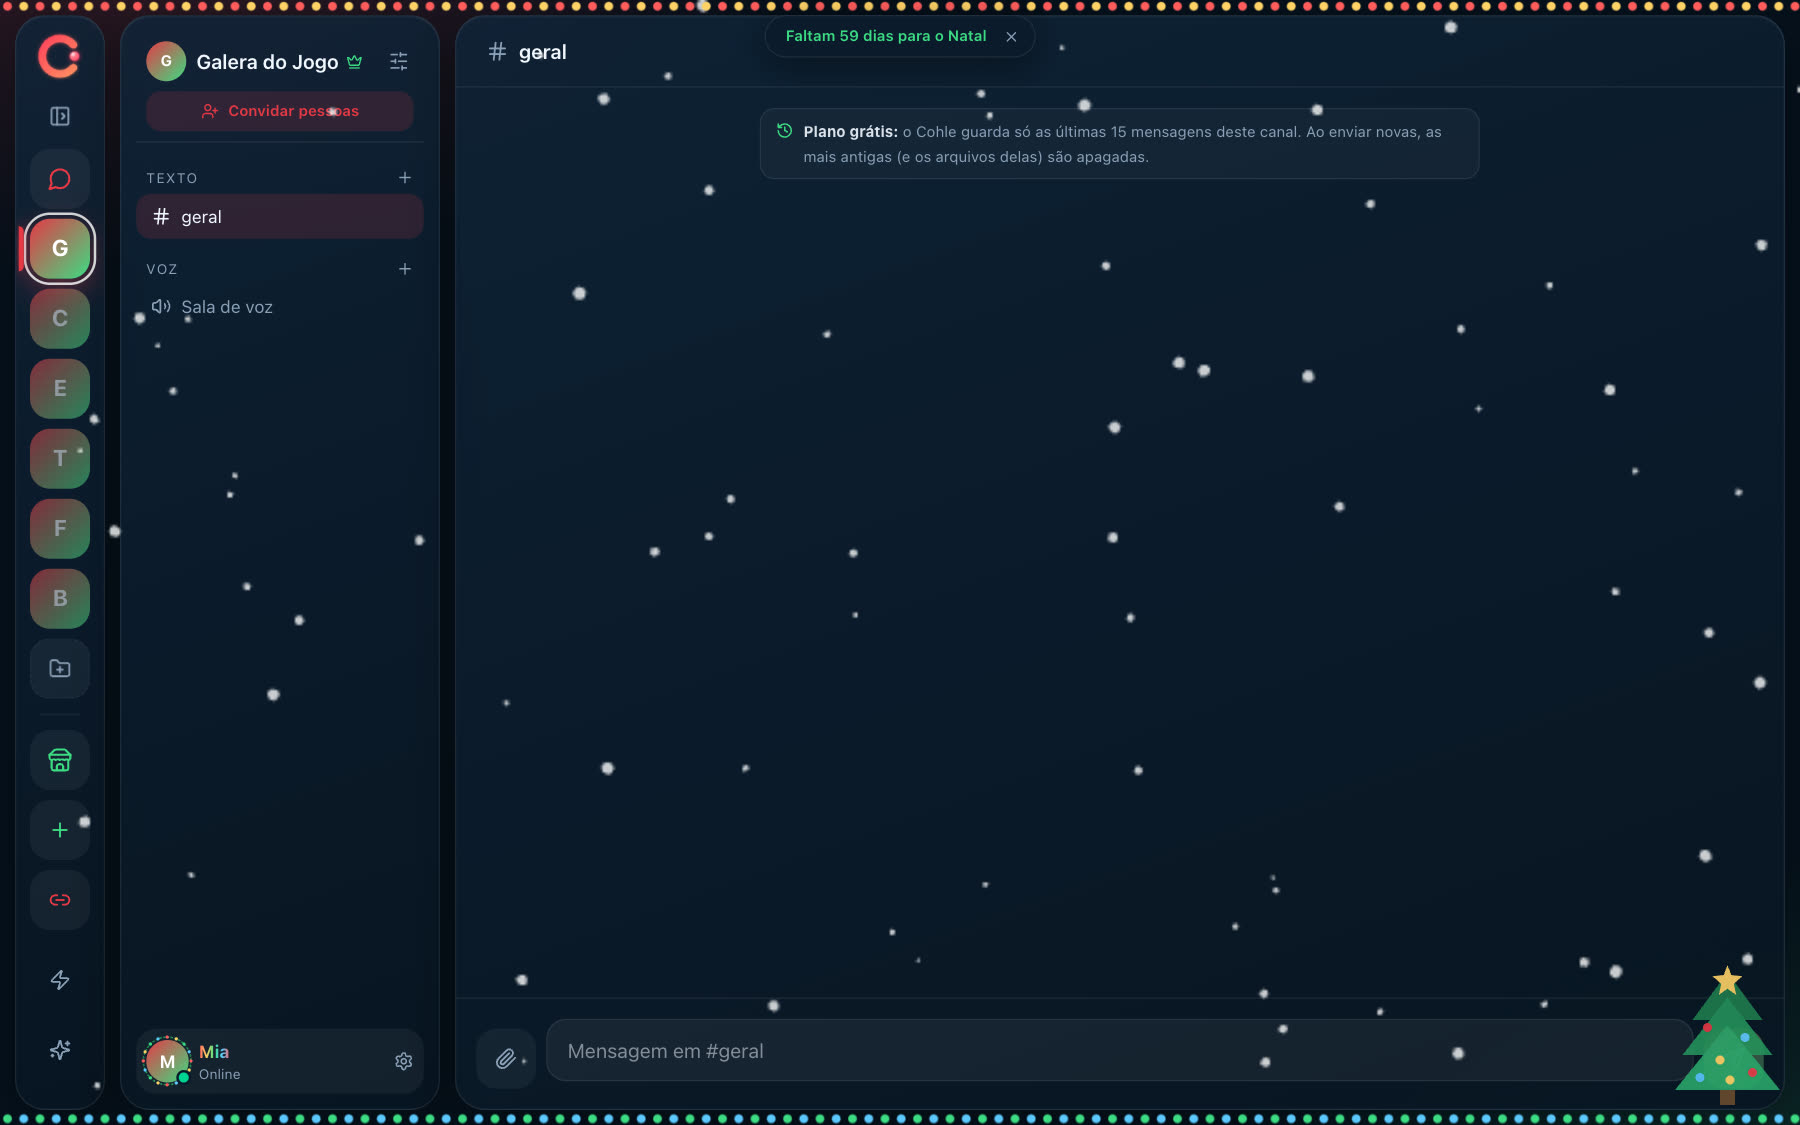 Faltam 59 dias para o Natal
G
Galera do Jogo
Convidar pessoas
TEXTO
geral
VOZ
Sala de voz
G
C
E
T
F
B
M
Mia
Online
geral
Plano grátis: o Cohle guarda só as últimas 15 mensagens deste canal. Ao enviar novas, as
mais antigas (e os arquivos delas) são apagadas.
Mensagem em #geral